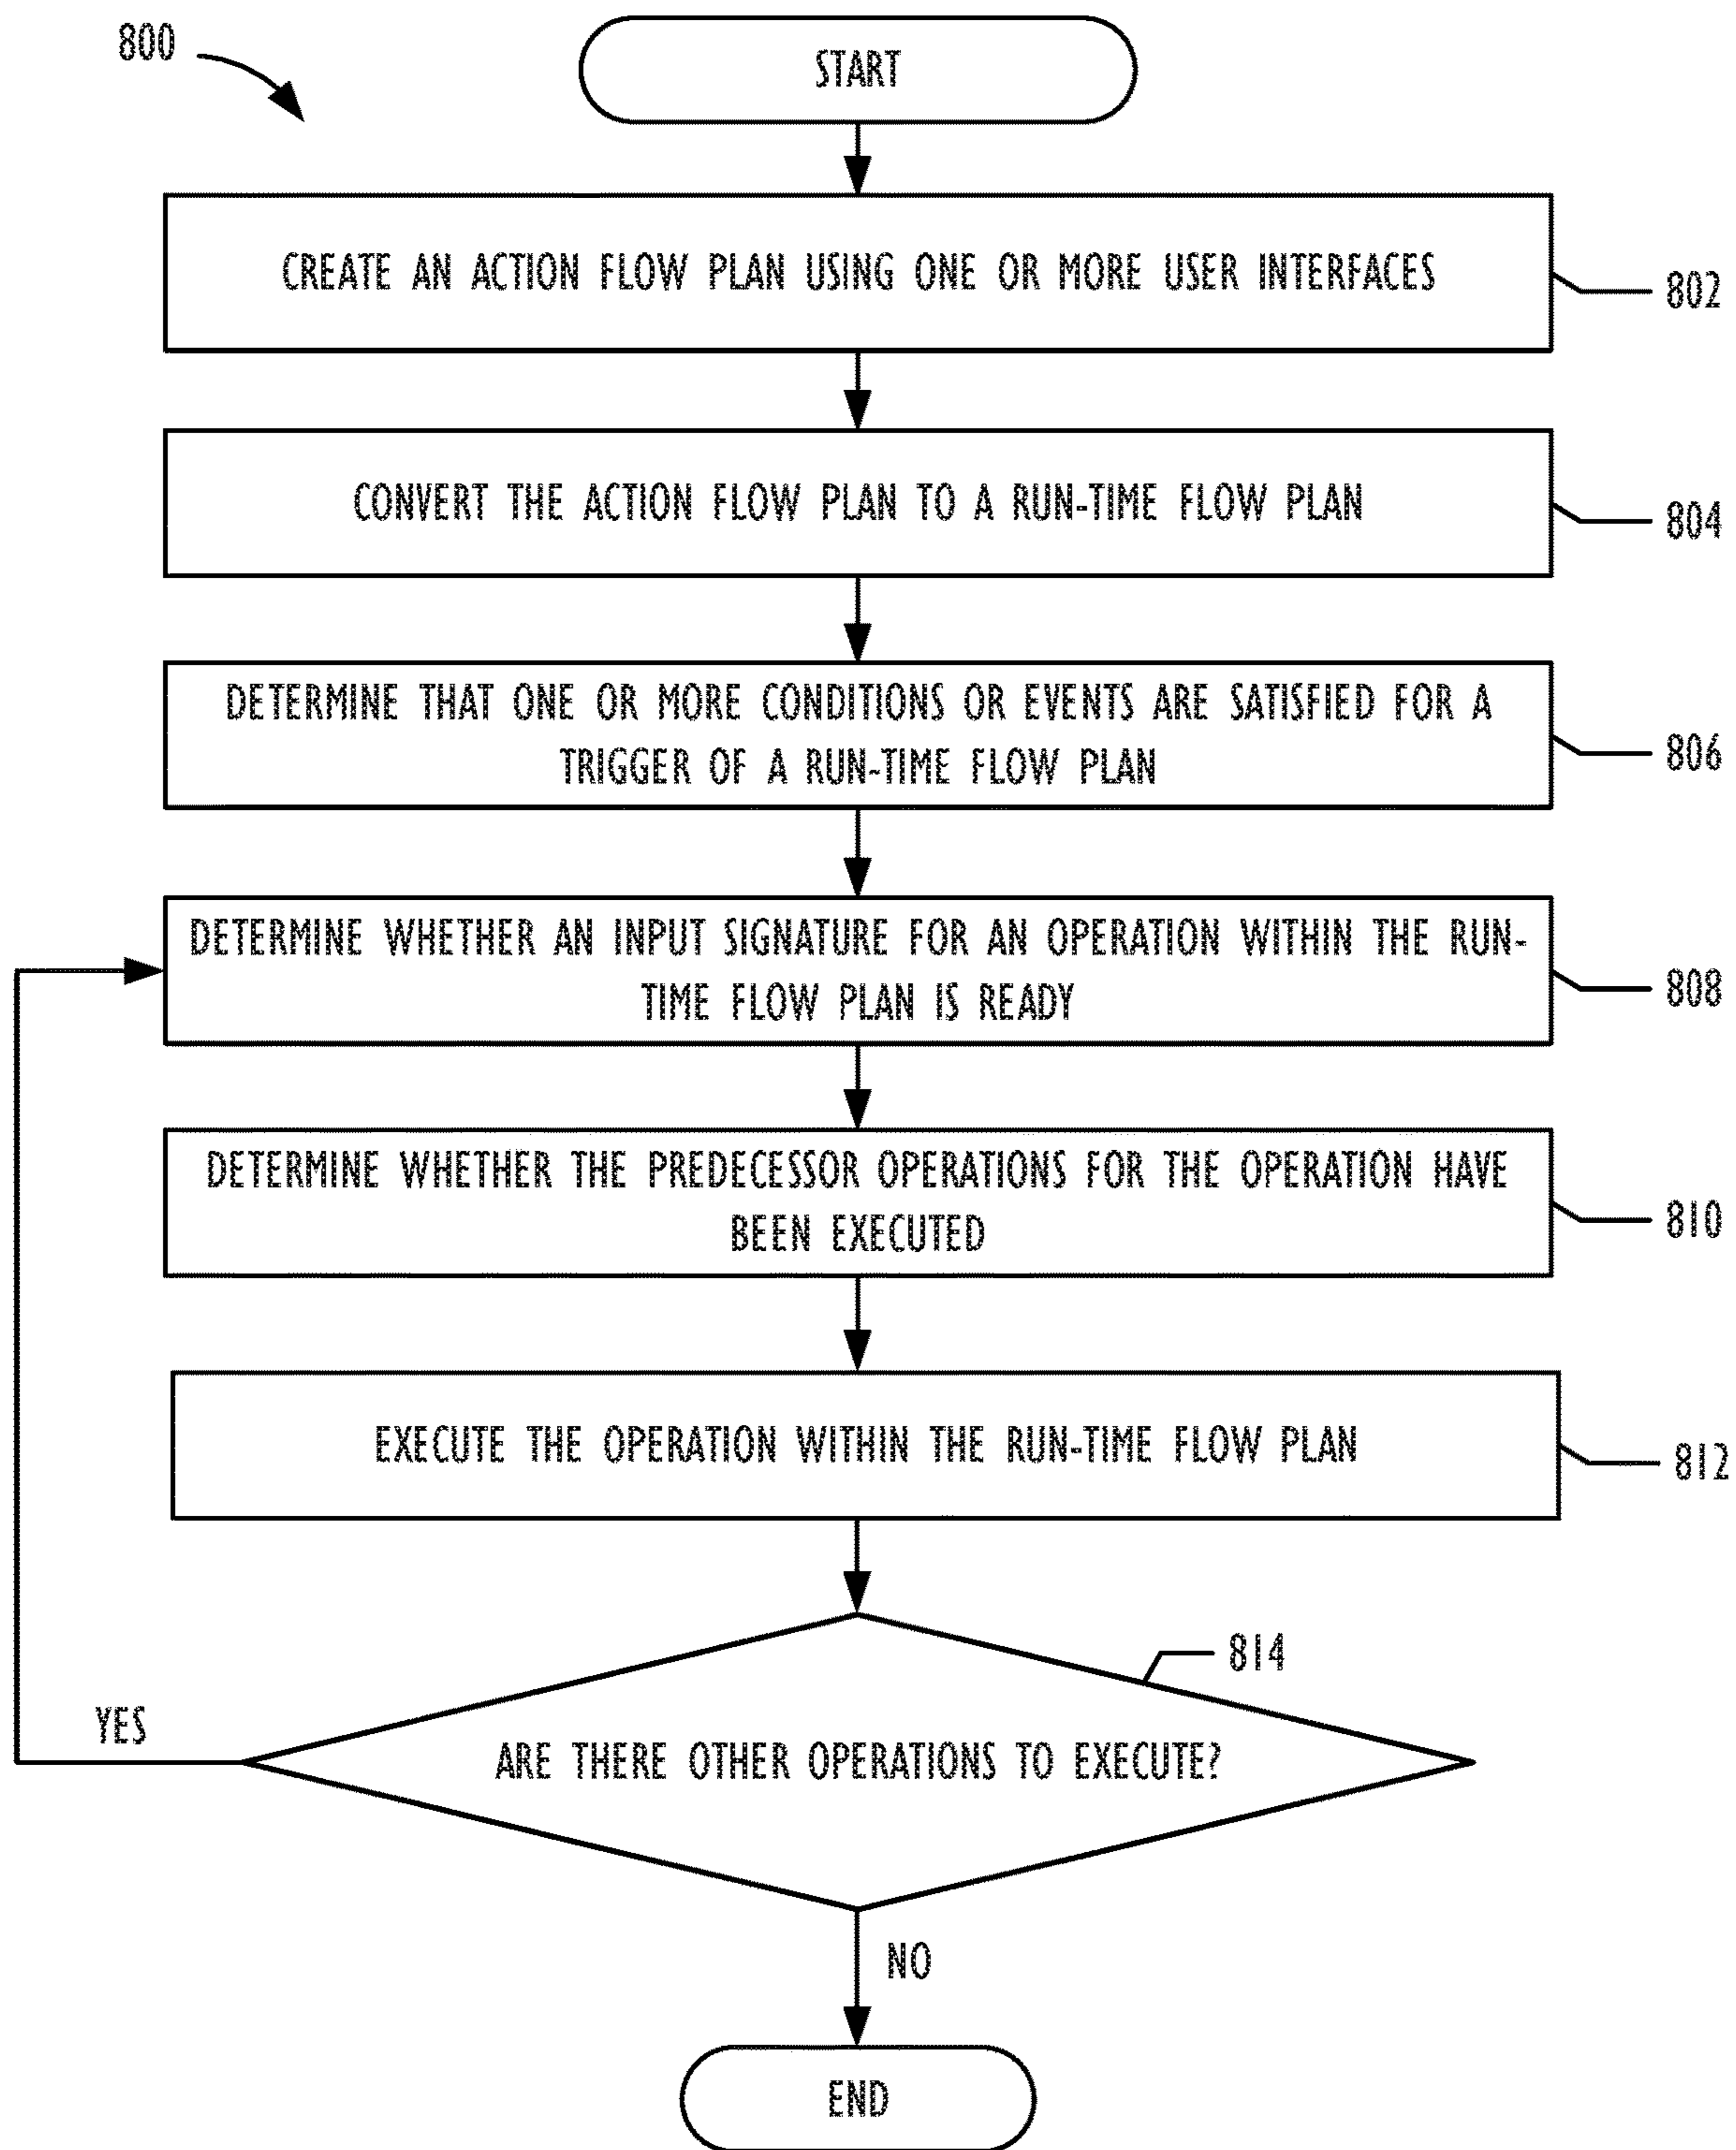 800
START
CREATE AN ACTION FLOW PLAN USING ONE OR MORE USER INTERFACES
802
CONVERT THE ACTION FLOW PLAN TO A RUN-TIME FLOW PLAN
804
DETERMINE THAT ONE OR MORE CONDITIONS OR EVENTS ARE SATISFIED FOR A
TRIGGER OF A RUN-TIME FLOW PLAN
806
DETERMINE WHETHER AN INPUT SIGNATURE FOR AN OPERATION WITHIN THE RUN-
TIME FLOW PLAN IS READY
808
DETERMINE WHETHER THE PREDECESSOR OPERATIONS FOR THE OPERATION HAVE
BEEN EXECUTED
810
EXECUTE THE OPERATION WITHIN THE RUN-TIME FLOW PLAN
812
814
YES
ARE THERE OTHER OPERATIONS TO EXECUTE?
NO
END